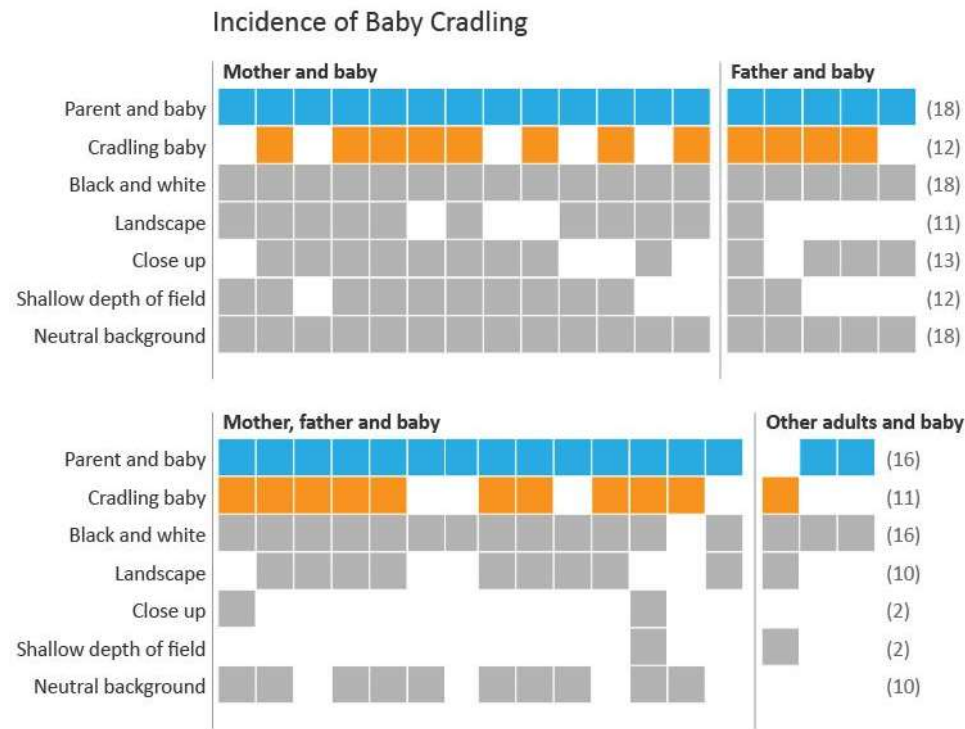 Incidence of Baby Cradling
Mother and baby Father and baby
Parent and baby (18)
Cradling baby (12)
Black and white (18)
Landscape (11)
Close up (13)
Shallow depth of field (12)
Neutral background (18)
Mother, father and baby Other adults and baby
Parent and baby (16)
Cradling baby (11)
Black and white (16)
Landscape (10)
Close up (2)
Shallow depth of field (2)
Neutral background (10)